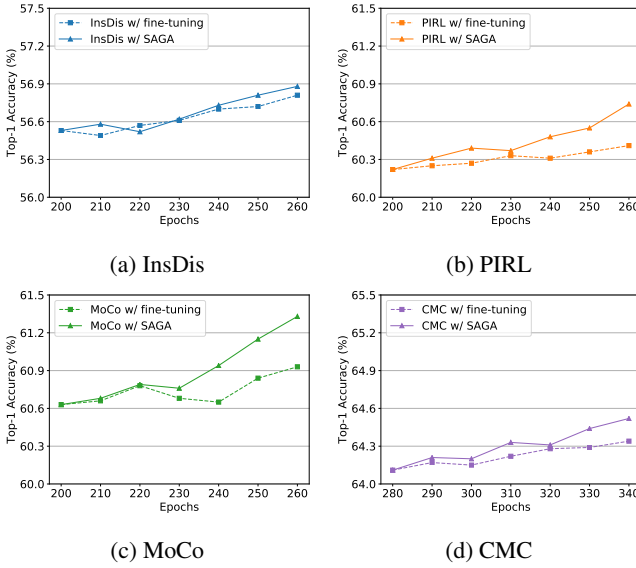 57.5
57.2
56.9
56.6
56.3
56.0
Top-1 Accuracy (%)
InsDis w/ fine-tuning
InsDis w/ SAGA
200 210 220 230 240 250 260
Epochs
(a) InsDis
61.5
61.2
60.9
60.6
60.3
60.0
Top-1 Accuracy (%)
PIRL w/ fine-tuning
PIRL w/ SAGA
200 210 220 230 240 250 260
Epochs
(b) PIRL
61.5
61.2
60.9
60.6
60.3
60.0
Top-1 Accuracy (%)
MoCo w/ fine-tuning
MoCo w/ SAGA
200 210 220 230 240 250 260
Epochs
(c) MoCo
65.5
65.2
64.9
64.6
64.3
64.0
Top-1 Accuracy (%)
CMC w/ fine-tuning
CMC w/ SAGA
280 290 300 310 320 330 340
Epochs
(d) CMC